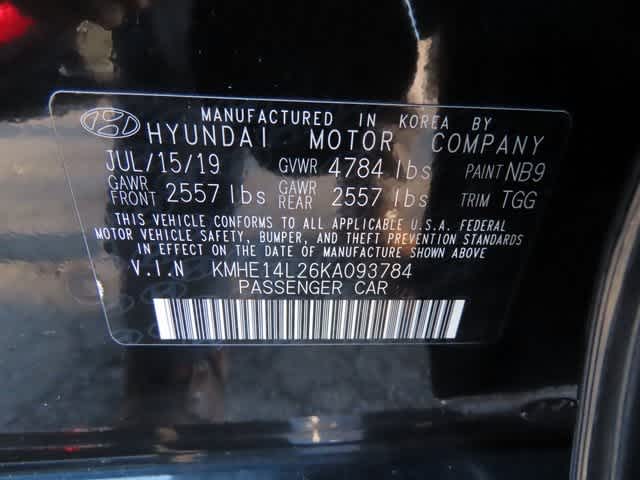 MANUFACTURED IN KOREA BY
HYUNDAI MOTOR COMPANY
JUL/15/19 GVWR 4784 lbs PAINT NB9
GAWR FRONT 2557 lbs GAWR REAR 2557 lbs TRIM TGG
THIS VEHICLE CONFORMS TO ALL APPLICABLE U.S.A. FEDERAL
MOTOR VEHICLE SAFETY, BUMPER, AND THEFT PREVENTION STANDARDS
IN EFFECT ON THE DATE OF MANUFACTURE SHOWN ABOVE
V.I.N KMHE14L26KA093784
PASSENGER CAR